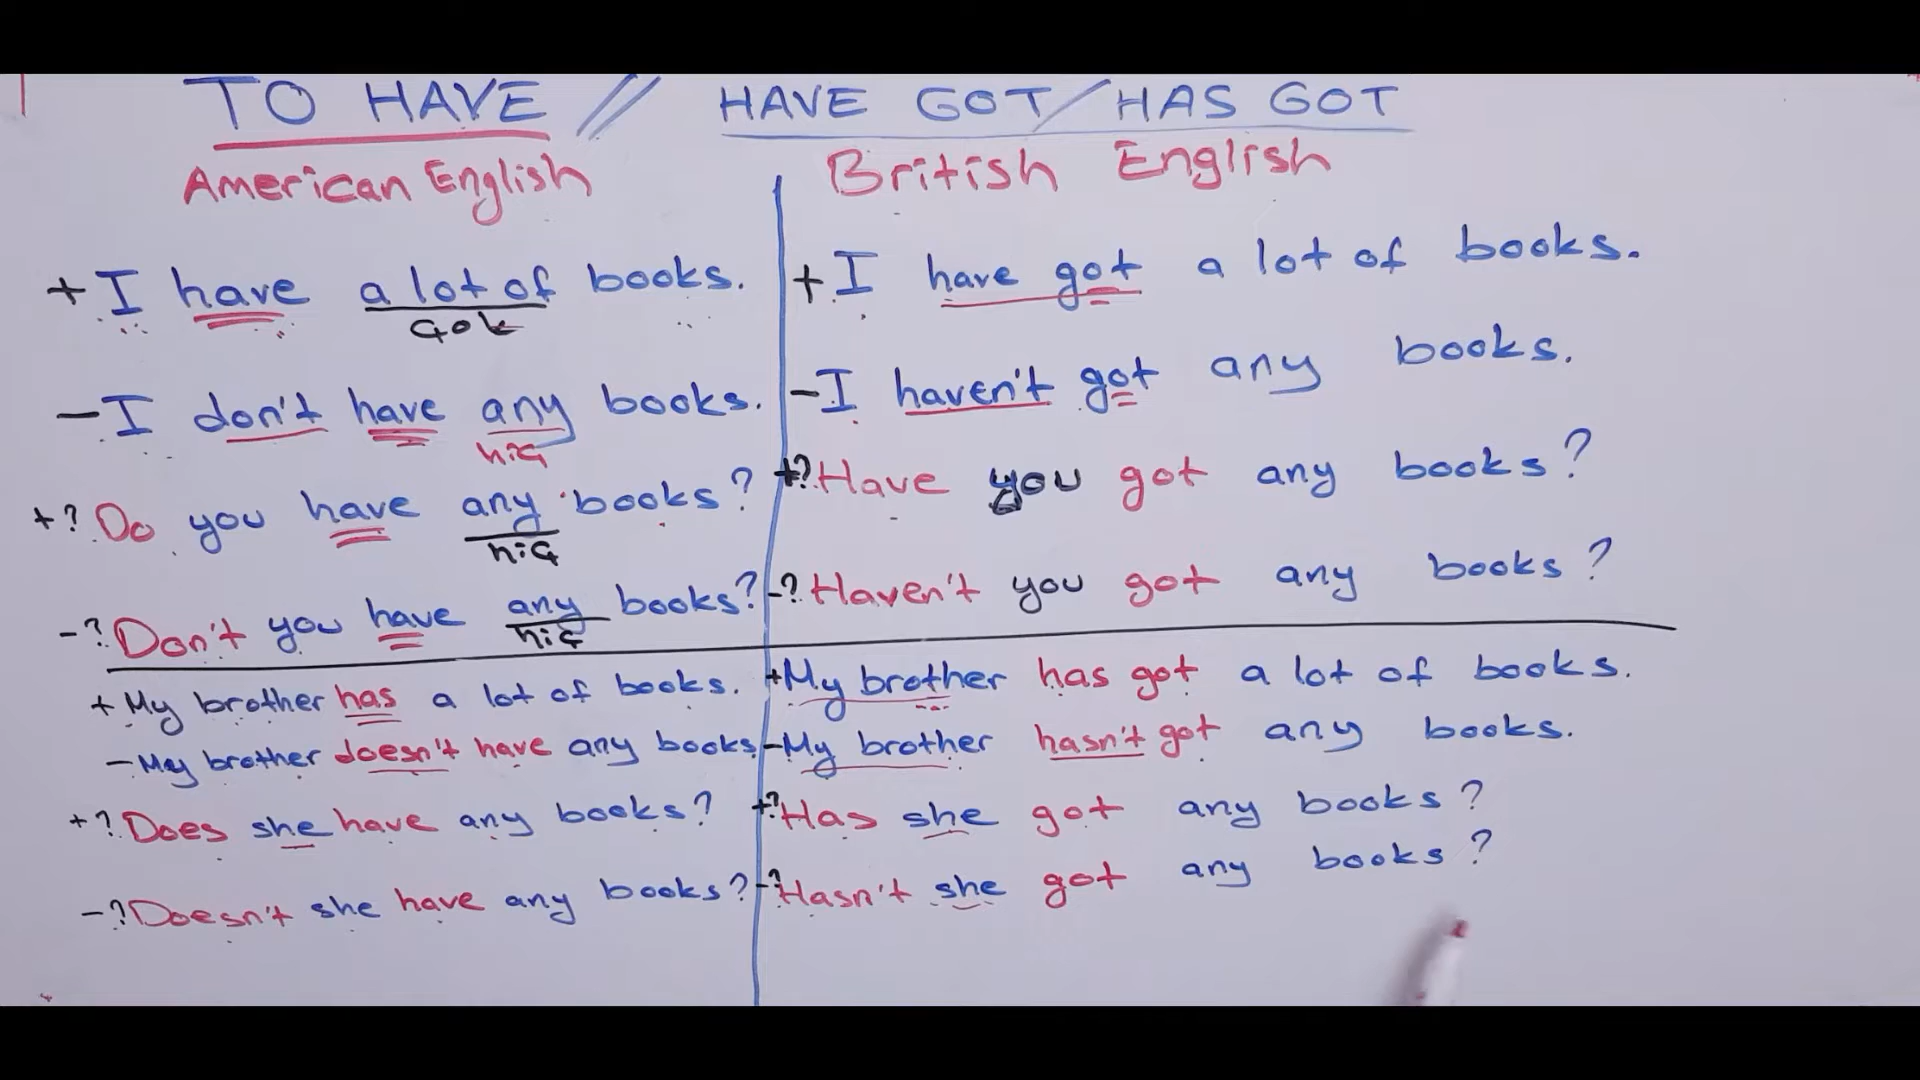 TO HAVE // HAVE GOT / HAS GOT
American English
+ I have a lot of books.
çok
- I don't have any books.
hiç
+? Do you have any books?
hiç
-? Don't you have any books?
hiç
+ My brother has a lot of books.
- My brother doesn't have any books
+? Does she have any books?
-? Doesn't she have any books?
British English
+ I have got a lot of books.
- I haven't got any books.
+? Have you got any books?
-? Haven't you got any books?
+ My brother has got a lot of books.
- My brother hasn't got any books.
+? Has she got any books?
-? Hasn't she got any books?